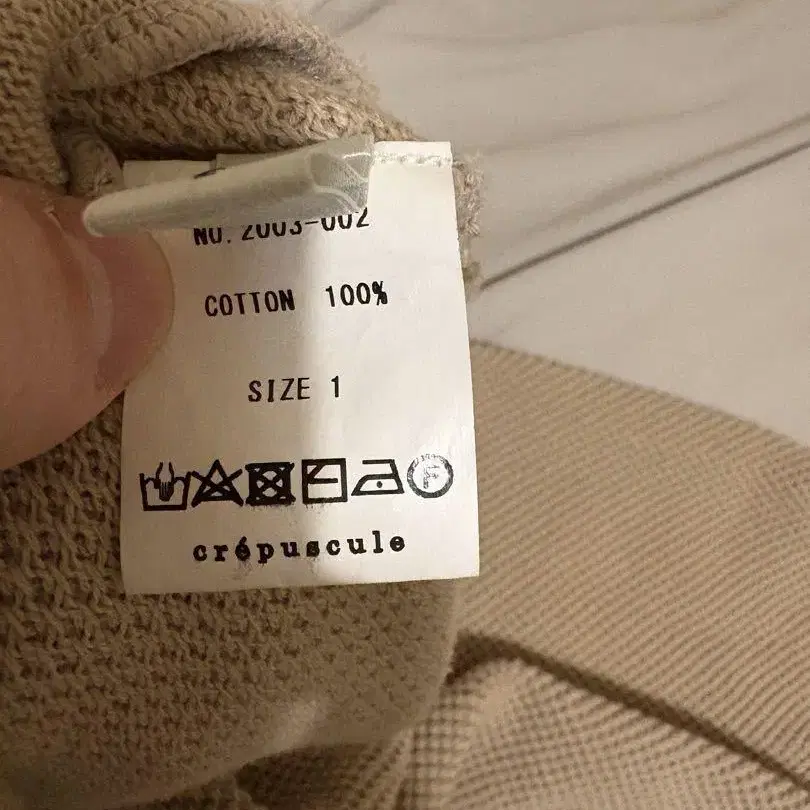 NO. 2003-002
COTTON 100%
SIZE 1
F
crépuscule